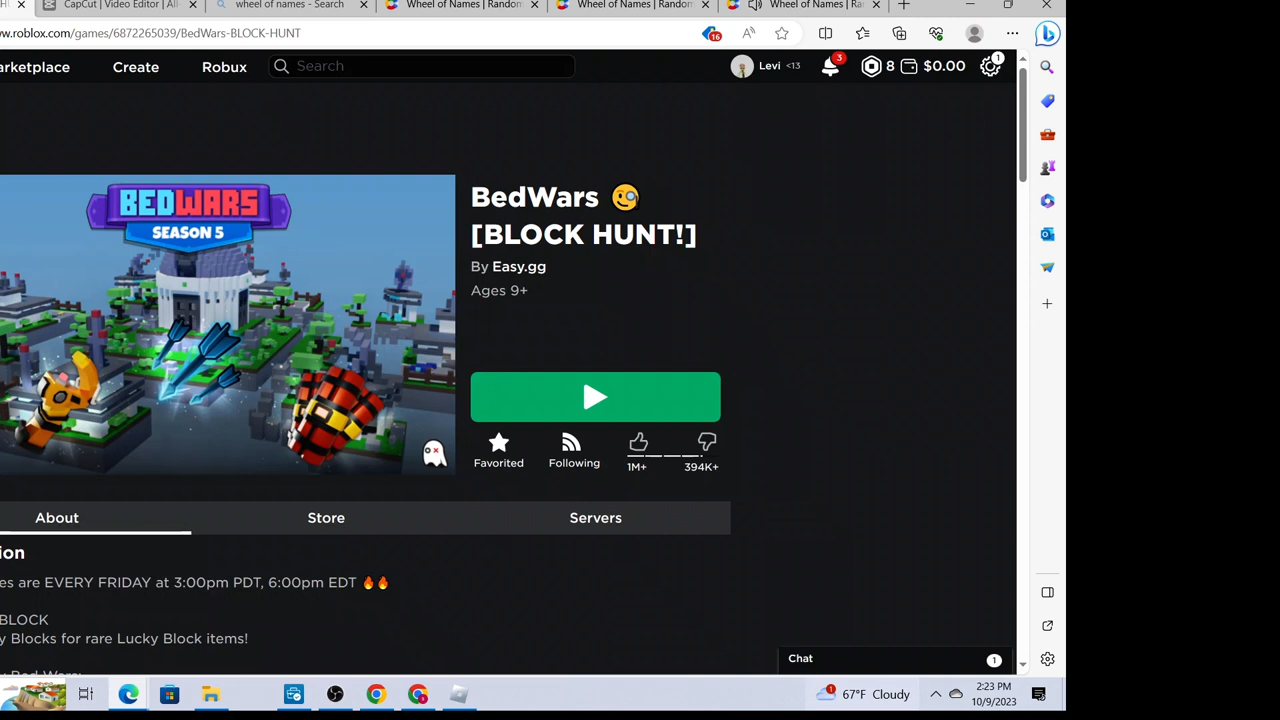 CapCut | Video Editor | All-
wheel of names - Search
Wheel of Names | Random
Wheel of Names | Random
Wheel of Names | Ra
w.roblox.com/games/6872265039/BedWars-BLOCK-HUNT
16
arketplace
Create
Robux
Search
Levi <13
3
8
$0.00
1
BEDWARS
SEASON 5
BedWars 🧐
[BLOCK HUNT!]
By Easy.gg
Ages 9+
Favorited
Following
1M+
394K+
About
Store
Servers
ion
es are EVERY FRIDAY at 3:00pm PDT, 6:00pm EDT 🔥🔥
BLOCK
y Blocks for rare Lucky Block items!
Chat
1
1
67°F Cloudy
2:23 PM
10/9/2023